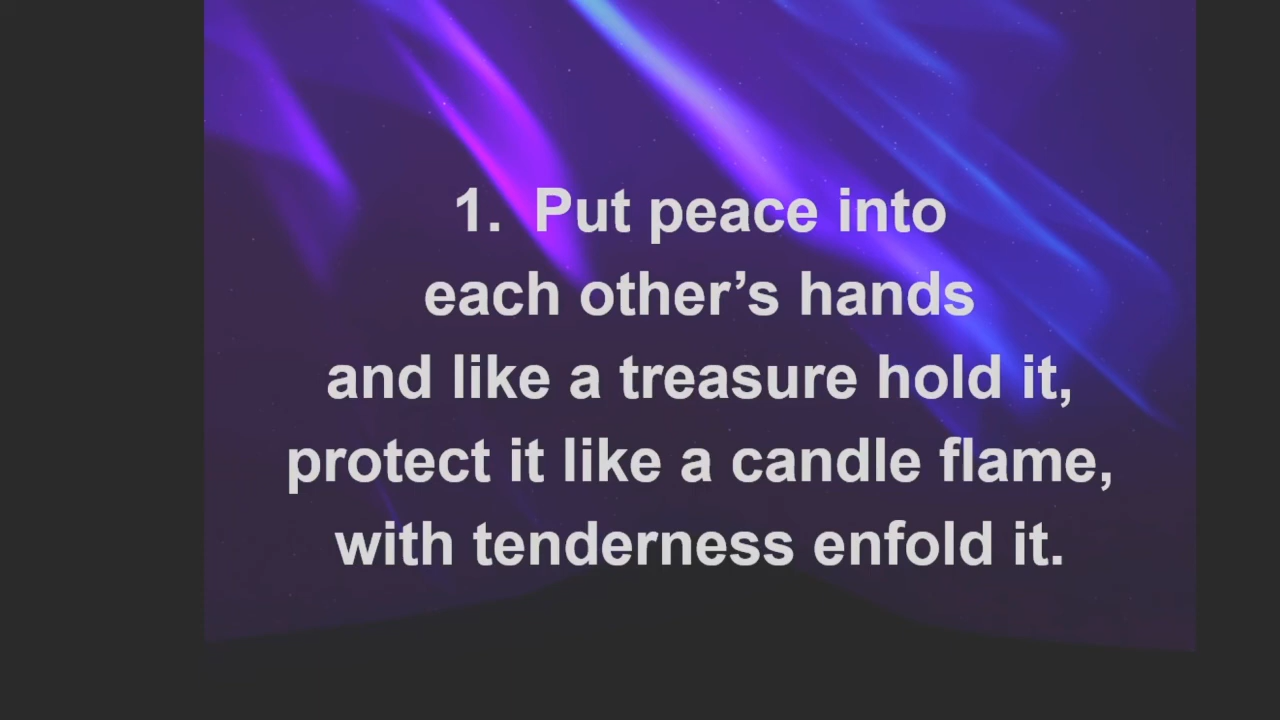 1. Put peace into
each other’s hands
and like a treasure hold it,
protect it like a candle flame,
with tenderness enfold it.